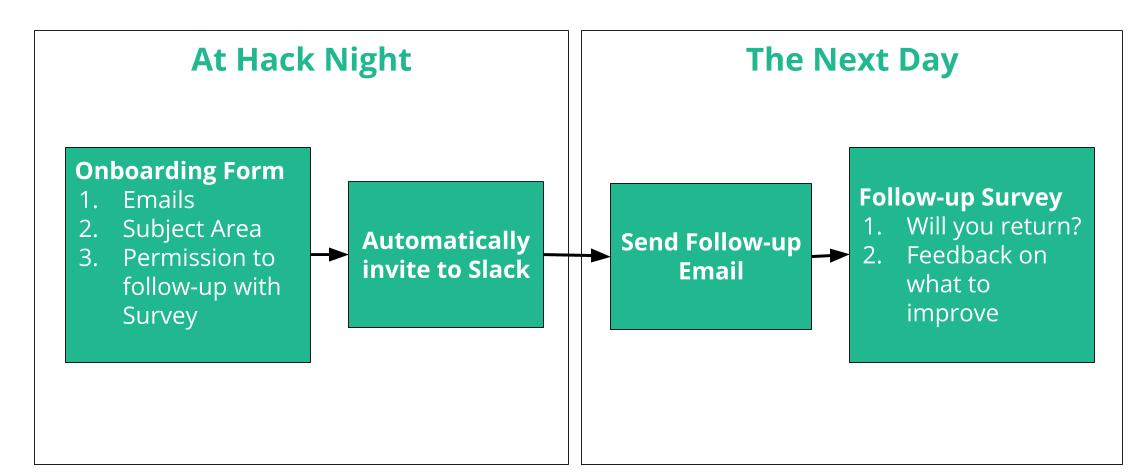 At Hack Night
Onboarding Form
1. Emails
2. Subject Area
3. Permission to
follow-up with
Survey
Automatically
invite to Slack
The Next Day
Send Follow-up
Email
Follow-up Survey
1. Will you return?
2. Feedback on
what to
improve